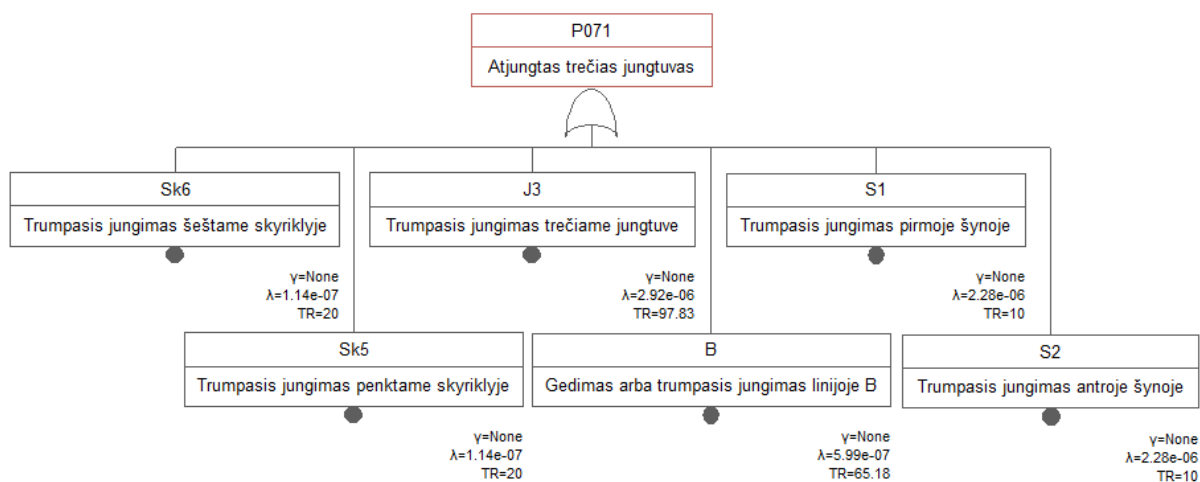 P071
Atjungtas trečias jungtuvas
Sk6
Trumpasis jungimas šeštame skyriklyje
γ=None
λ=1.14e-07
TR=20
J3
Trumpasis jungimas trečiame jungtuve
γ=None
λ=2.92e-06
TR=97.83
S1
Trumpasis jungimas pirmoje šynoje
γ=None
λ=2.28e-06
TR=10
Sk5
Trumpasis jungimas penktame skyriklyje
γ=None
λ=1.14e-07
TR=20
B
Gedimas arba trumpasis jungimas linijoje B
γ=None
λ=5.99e-07
TR=65.18
S2
Trumpasis jungimas antroje šynoje
γ=None
λ=2.28e-06
TR=10